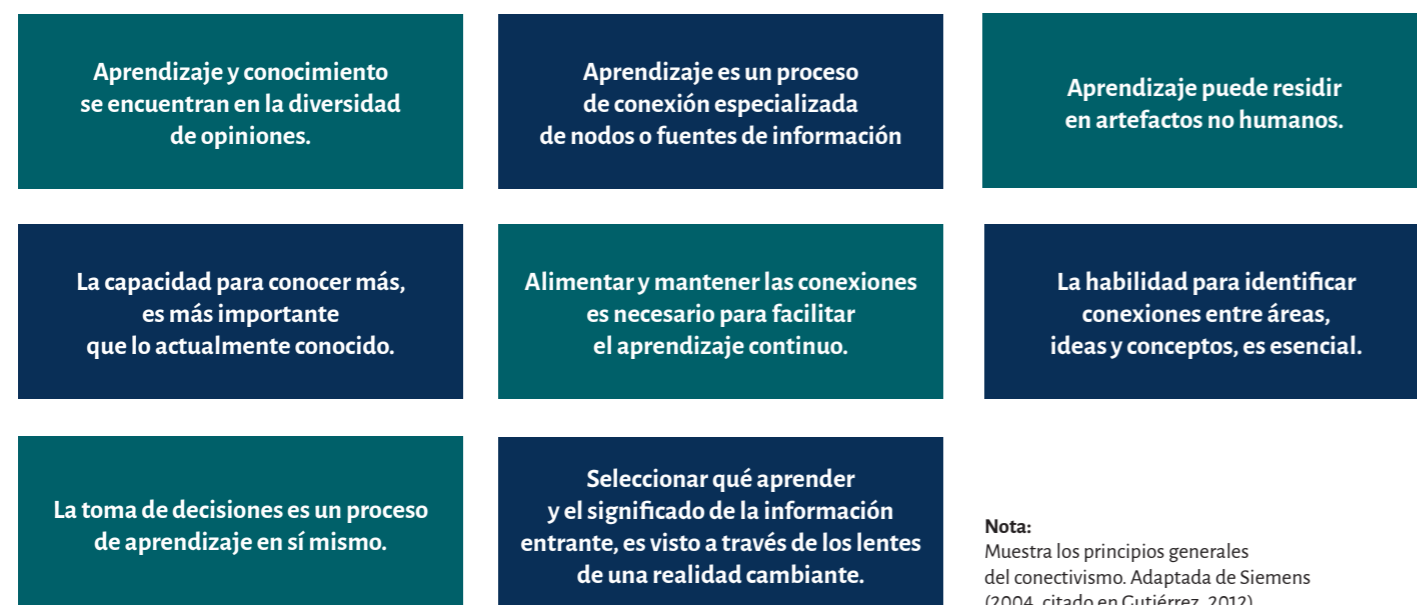 Aprendizaje y conocimiento
se encuentran en la diversidad
de opiniones.
Aprendizaje es un proceso
de conexión especializada
de nodos o fuentes de información
Aprendizaje puede residir
en artefactos no humanos.
La capacidad para conocer más,
es más importante
que lo actualmente conocido.
Alimentar y mantener las conexiones
es necesario para facilitar
el aprendizaje continuo.
La habilidad para identificar
conexiones entre áreas,
ideas y conceptos, es esencial.
La toma de decisiones es un proceso
de aprendizaje en sí mismo.
Seleccionar qué aprender
y el significado de la información
entrante, es visto a través de los lentes
de una realidad cambiante.
Nota:
Muestra los principios generales
del conectivismo. Adaptada de Siemens
(2004, citado en Gutiérrez, 2012)